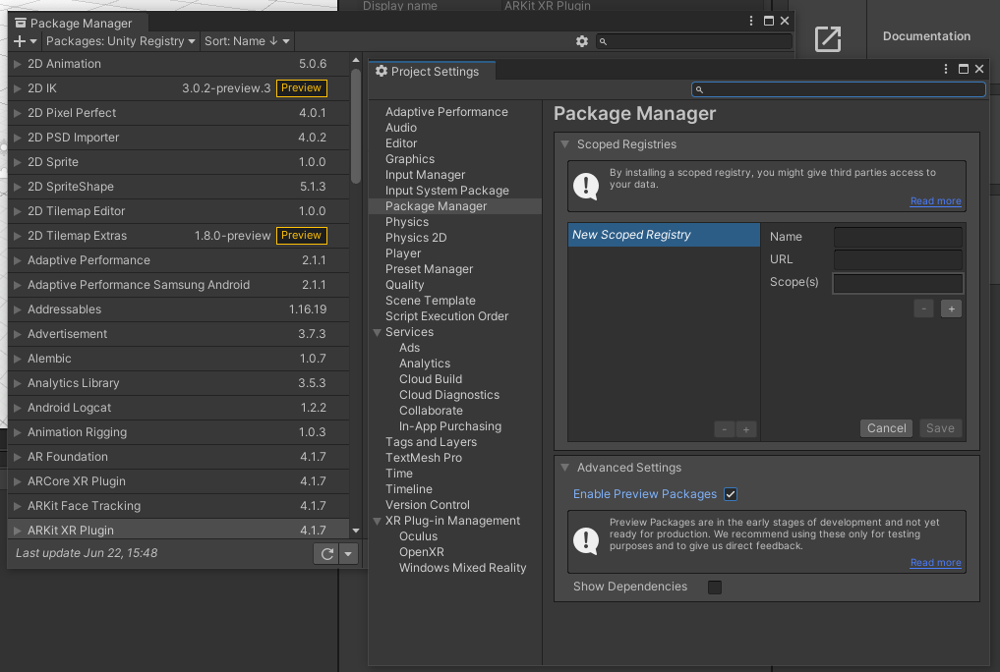 Display name ARKit XR Plugin
Package Manager
Packages: Unity Registry Sort: Name ↓
2D Animation 5.0.6
2D IK 3.0.2-preview.3 Preview
2D Pixel Perfect 4.0.1
2D PSD Importer 4.0.2
2D Sprite 1.0.0
2D SpriteShape 5.1.3
2D Tilemap Editor 1.0.0
2D Tilemap Extras 1.8.0-preview Preview
Adaptive Performance 2.1.1
Adaptive Performance Samsung Android 2.1.1
Addressables 1.16.19
Advertisement 3.7.3
Alembic 1.0.7
Analytics Library 3.5.3
Android Logcat 1.2.2
Animation Rigging 1.0.3
AR Foundation 4.1.7
ARCore XR Plugin 4.1.7
ARKit Face Tracking 4.1.7
ARKit XR Plugin 4.1.7
Last update Jun 22, 15:48
Documentation
Project Settings
Adaptive Performance
Audio
Editor
Graphics
Input Manager
Input System Package
Package Manager
Physics
Physics 2D
Player
Preset Manager
Quality
Scene Template
Script Execution Order
Services
Ads
Analytics
Cloud Build
Cloud Diagnostics
Collaborate
In-App Purchasing
Tags and Layers
TextMesh Pro
Time
Timeline
Version Control
XR Plug-in Management
Oculus
OpenXR
Windows Mixed Reality
Package Manager
Scoped Registries
By installing a scoped registry, you might give third parties access to
your data.
Read more
New Scoped Registry
Name
URL
Scope(s)
- +
- +
Cancel Save
Advanced Settings
Enable Preview Packages
Preview Packages are in the early stages of development and not yet
ready for production. We recommend using these only for testing
purposes and to give us direct feedback.
Read more
Show Dependencies